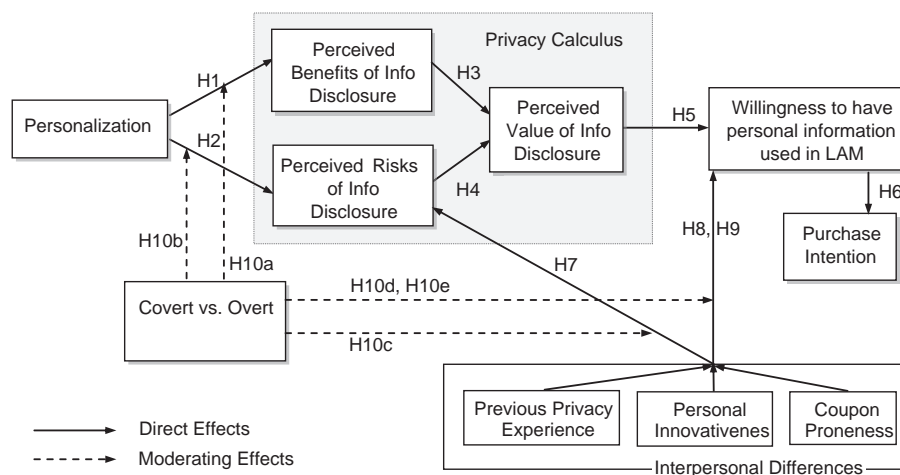 Perceived
Benefits of Info
Disclosure
Privacy Calculus
H1
H3
Personalization
Perceived
Value of Info
Disclosure
H5
Willingness to have
personal information
used in LAM
H2
Perceived Risks
of Info
Disclosure
H4
H6
H8, H9
Purchase
Intention
H10b
H10a
H7
Covert vs. Overt
H10d, H10e
H10c
Previous Privacy
Experience
Personal
Innovativenes
Coupon
Proneness
Direct Effects
Moderating Effects
Interpersonal Differences